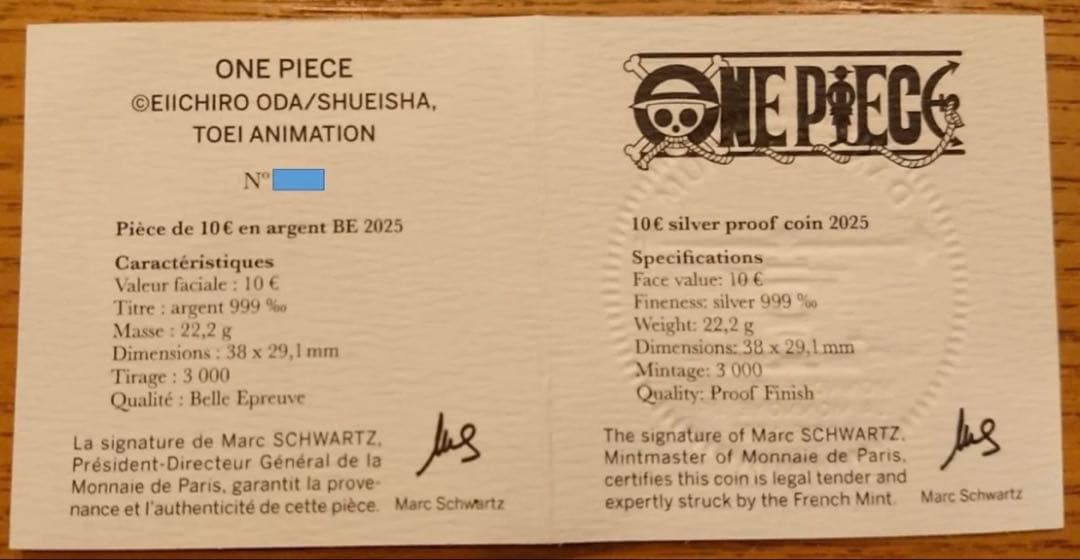 ONE PIECE
©EIICHIRO ODA/SHUEISHA,
TOEI ANIMATION
N°
Pièce de 10 € en argent BE 2025
Caractéristiques
Valeur faciale : 10 €
Titre : argent 999 ‰
Masse : 22,2 g
Dimensions : 38 x 29,1 mm
Tirage : 3 000
Qualité : Belle Epreuve
La signature de Marc SCHWARTZ,
Président-Directeur Général de la
Monnaie de Paris, garantit la prove-
nance et l'authenticité de cette pièce.
Marc Schwartz
ONE PIECE
10€ silver proof coin 2025
Specifications
Face value: 10 €
Fineness: silver 999 ‰
Weight: 22,2 g
Dimensions: 38 x 29,1 mm
Mintage: 3 000
Quality: Proof Finish
The signature of Marc SCHWARTZ,
Mintmaster of Monnaie de Paris,
certifies this coin is legal tender and
expertly struck by the French Mint.
Marc Schwartz